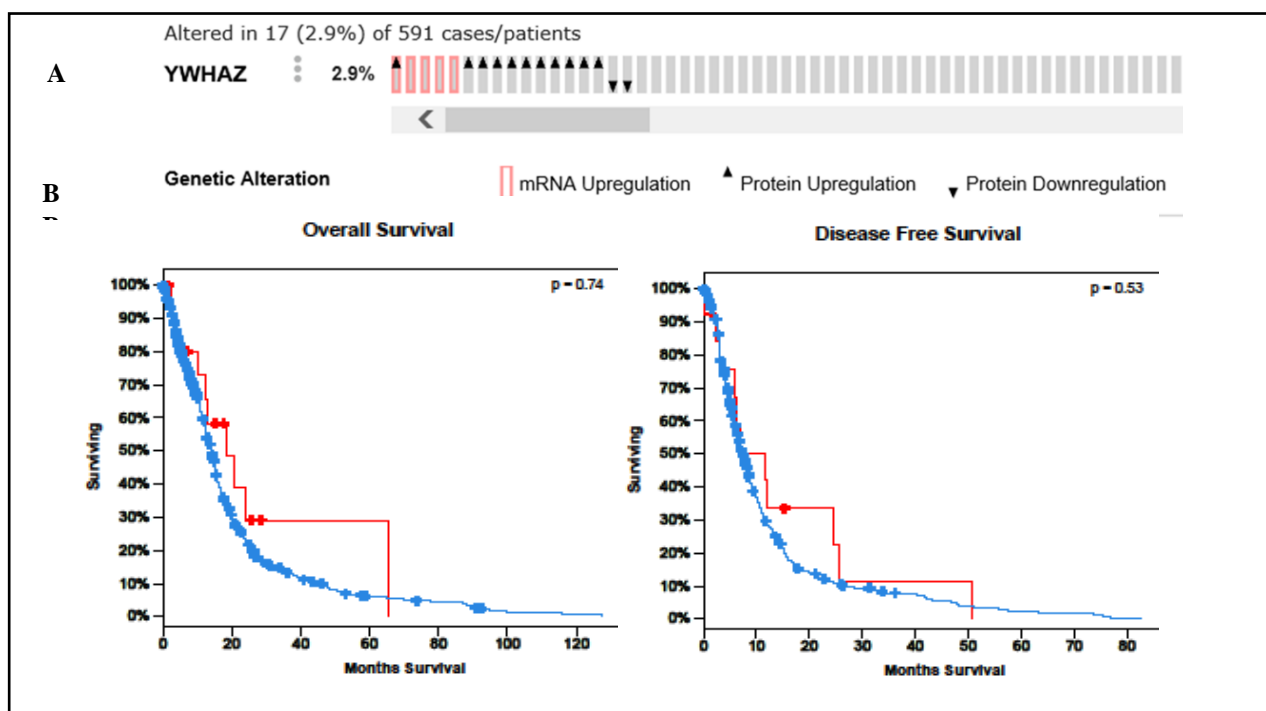 Altered in 17 (2.9%) of 591 cases/patients
A
YWHAZ 2.9%
B
Genetic Alteration mRNA Upregulation Protein Upregulation Protein Downregulation
Overall Survival
Disease Free Survival
p = 0.74
100%
90%
80%
70%
60%
50%
40%
30%
20%
10%
0%
Surviving
0 20 40 60 80 100 120
Months Survival
p = 0.53
100%
90%
80%
70%
60%
50%
40%
30%
20%
10%
0%
Surviving
0 10 20 30 40 50 60 70 80
Months Survival